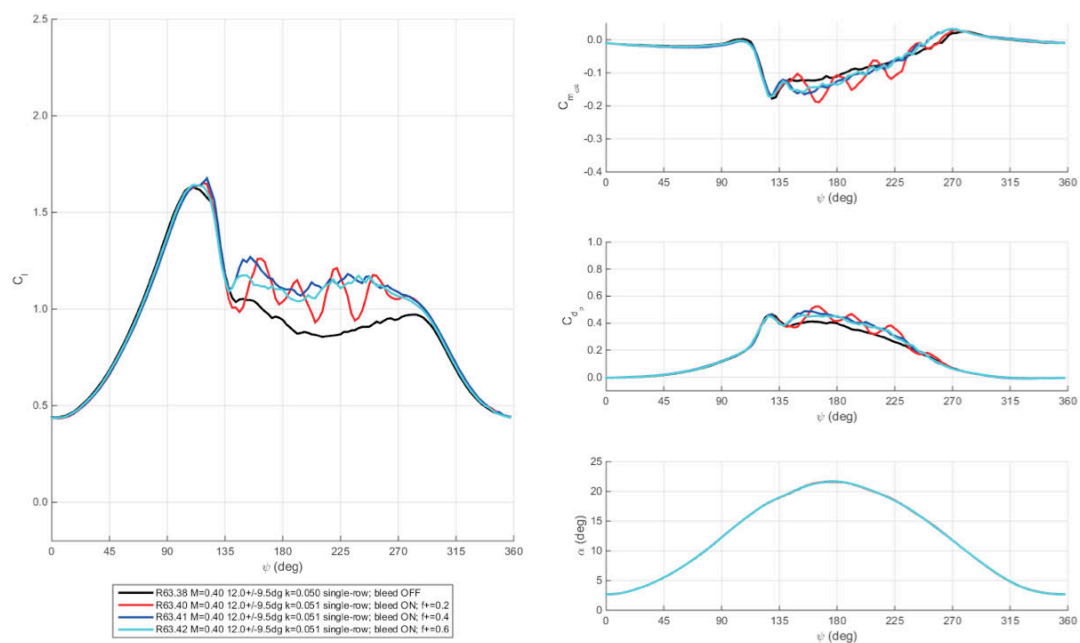 2.5
2.0
1.5
1.0
0.5
0.0
C_l
0 45 90 135 180 225 270 315 360
ψ (deg)
R63.38 M=0.40 12.0+/-9.5dg k=0.050 single-row; bleed OFF
R63.40 M=0.40 12.0+/-9.5dg k=0.051 single-row; bleed ON; f+=0.2
R63.41 M=0.40 12.0+/-9.5dg k=0.051 single-row; bleed ON; f+=0.4
R63.42 M=0.40 12.0+/-9.5dg k=0.051 single-row; bleed ON; f+=0.6
0.0
-0.1
-0.2
-0.3
-0.4
C_m
0 45 90 135 180 225 270 315 360
ψ (deg)
1.0
0.8
0.6
0.4
0.2
0.0
C_d_p
0 45 90 135 180 225 270 315 360
ψ (deg)
25
20
15
10
5
0
α (deg)
0 45 90 135 180 225 270 315 360
ψ (deg)